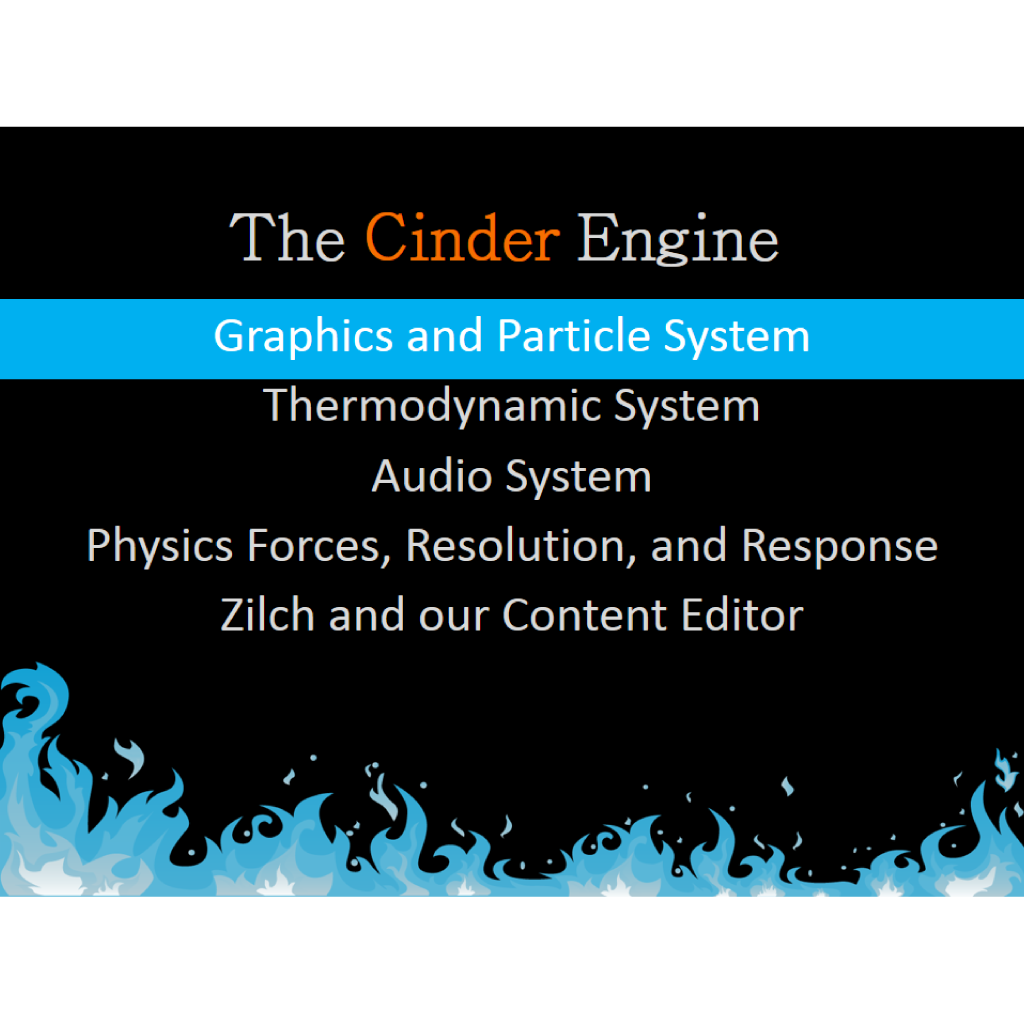 The Cinder Engine
Graphics and Particle System
Thermodynamic System
Audio System
Physics Forces, Resolution, and Response
Zilch and our Content Editor